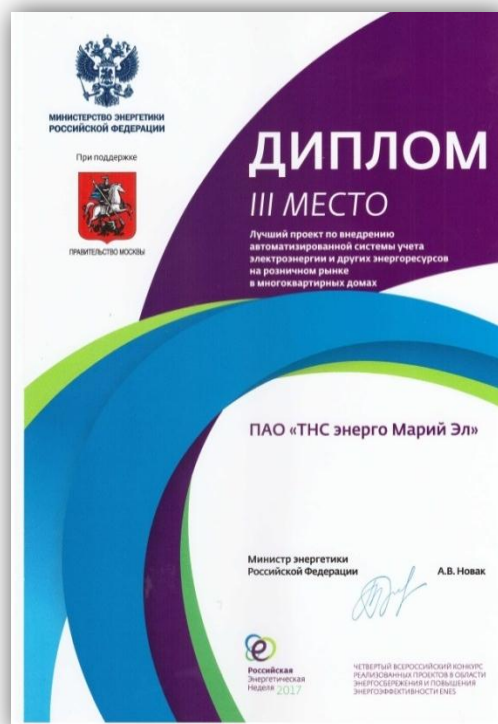 МИНИСТЕРСТВО ЭНЕРГЕТИКИ
РОССИЙСКОЙ ФЕДЕРАЦИИ
При поддержке
ПРАВИТЕЛЬСТВО МОСКВЫ
ДИПЛОМ
III МЕСТО
Лучший проект по внедрению
автоматизированной системы учета
электроэнергии и других энергоресурсов
на розничном рынке
в многоквартирных домах
ПАО «ТНС энерго Марий Эл»
Министр энергетики
Российской Федерации
А.В. Новак
Российская
Энергетическая
Неделя 2017
ЧЕТВЕРТЫЙ ВСЕРОССИЙСКИЙ КОНКУРС
РЕАЛИЗОВАННЫХ ПРОЕКТОВ В ОБЛАСТИ
ЭНЕРГОСБЕРЕЖЕНИЯ И ПОВЫШЕНИЯ
ЭНЕРГОЭФФЕКТИВНОСТИ ENES